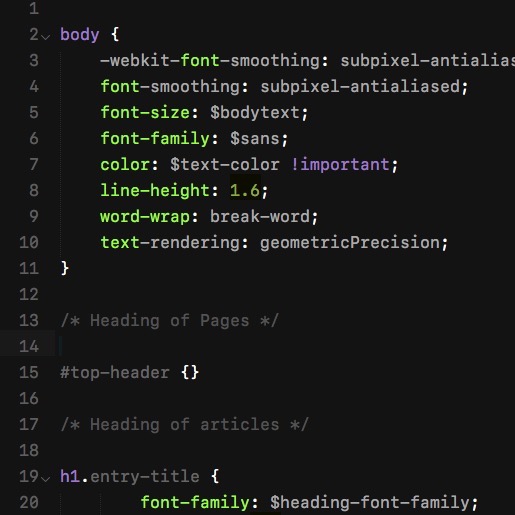 1
2 body {
3 -webkit-font-smoothing: subpixel-antialias
4 font-smoothing: subpixel-antialiased;
5 font-size: $bodytext;
6 font-family: $sans;
7 color: $text-color !important;
8 line-height: 1.6;
9 word-wrap: break-word;
10 text-rendering: geometricPrecision;
11 }
12
13 /* Heading of Pages */
14
15 #top-header {}
16
17 /* Heading of articles */
18
19 h1.entry-title {
20 font-family: $heading-font-family;